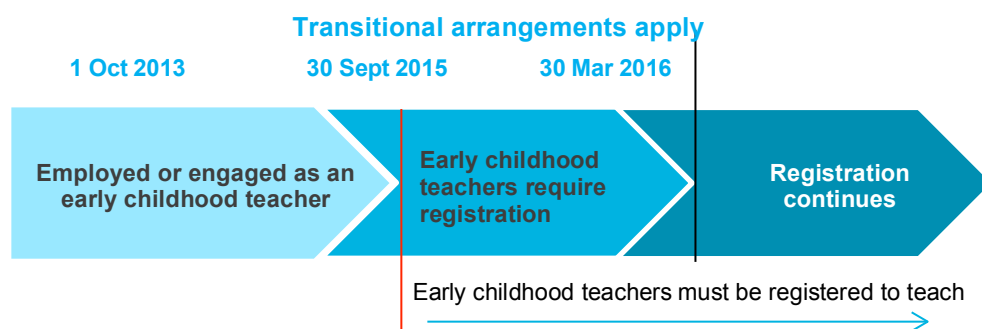 Transitional arrangements apply
1 Oct 2013
30 Sept 2015
30 Mar 2016
Employed or engaged as an
early childhood teacher
Early childhood
teachers require
registration
Registration
continues
Early childhood teachers must be registered to teach